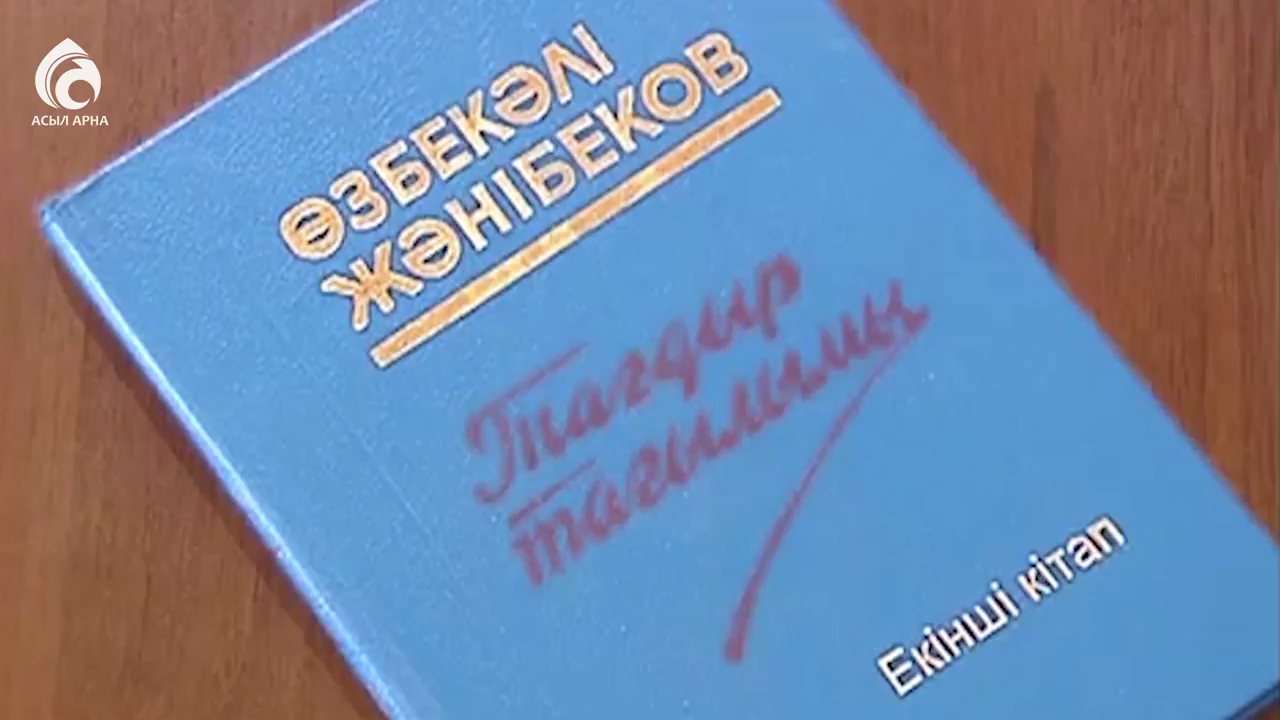 АСЫЛ АРНА
ӨЗБЕКӘЛІ
ЖӘНІБЕКОВ
Тағдыр
тағылымы
Екінші кітап